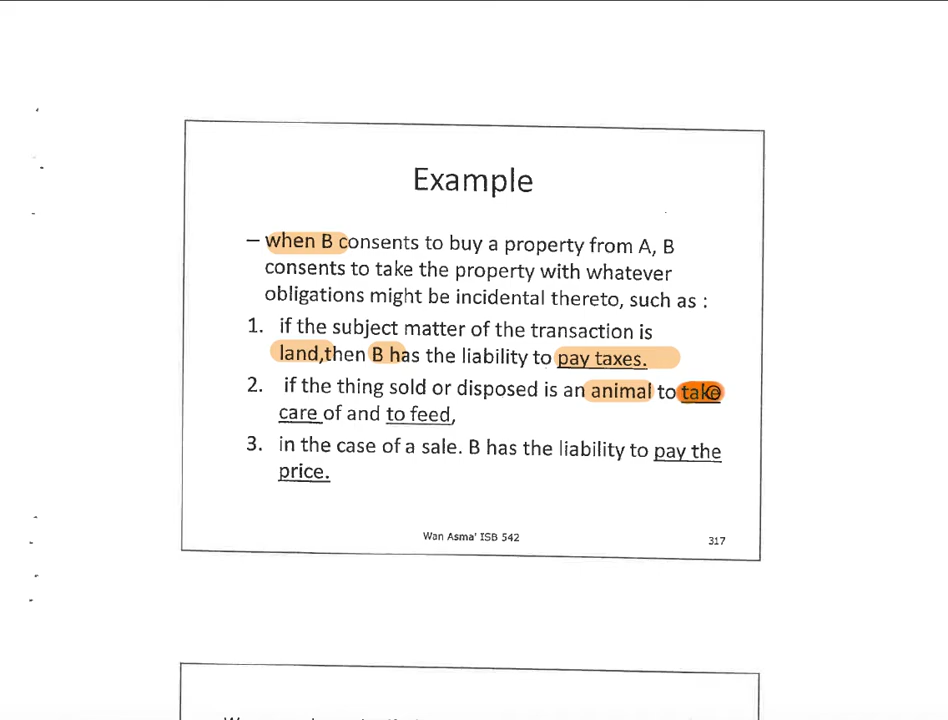 Example
– when B consents to buy a property from A, B
consents to take the property with whatever
obligations might be incidental thereto, such as :
1. if the subject matter of the transaction is
land,then B has the liability to pay taxes.
2. if the thing sold or disposed is an animal to take
care of and to feed,
3. in the case of a sale. B has the liability to pay the
price.
Wan Asma' ISB 542
317